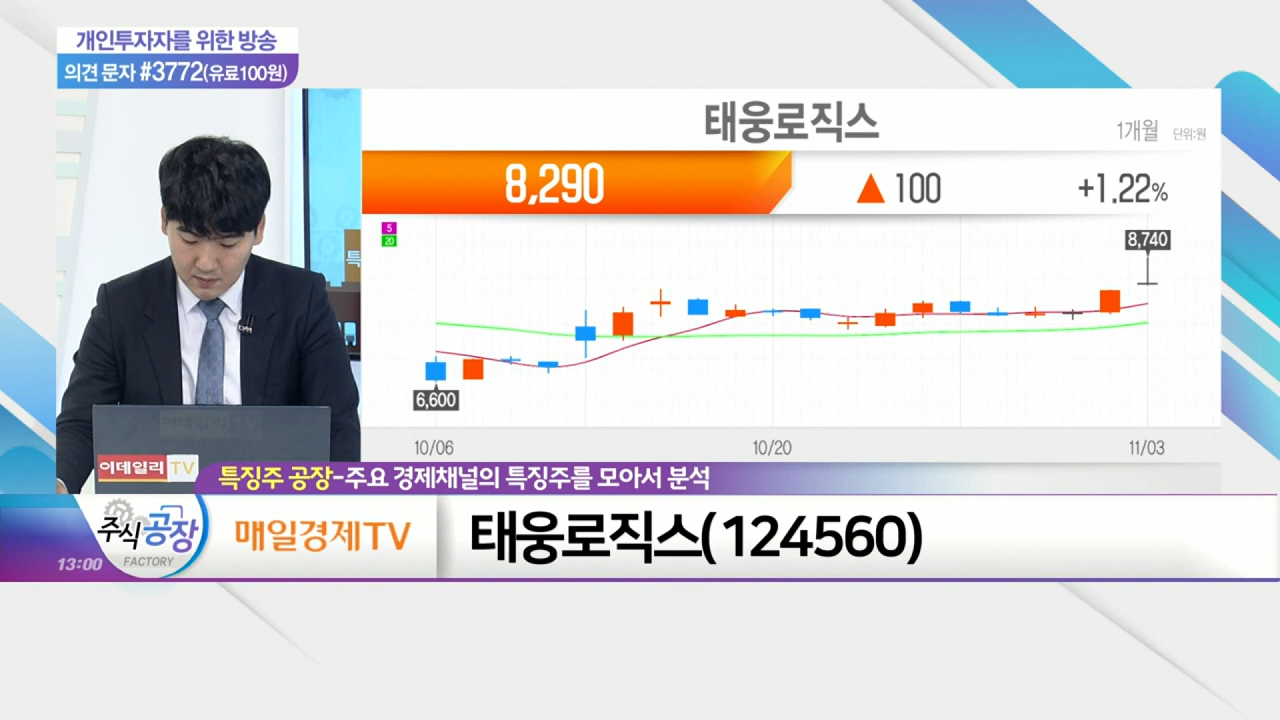 개인투자자를 위한 방송
의견 문자 #3772(유료100원)
태웅로직스
1개월 단위:원
8,290 ▲ 100 +1.22%
5
20
8,740
6,600
10/06 10/20 11/03
특
이데일리 TV
특징주 공장-주요 경제채널의 특징주를 모아서 분석
주식공장
FACTORY
13:00
매일경제TV
태웅로직스(124560)